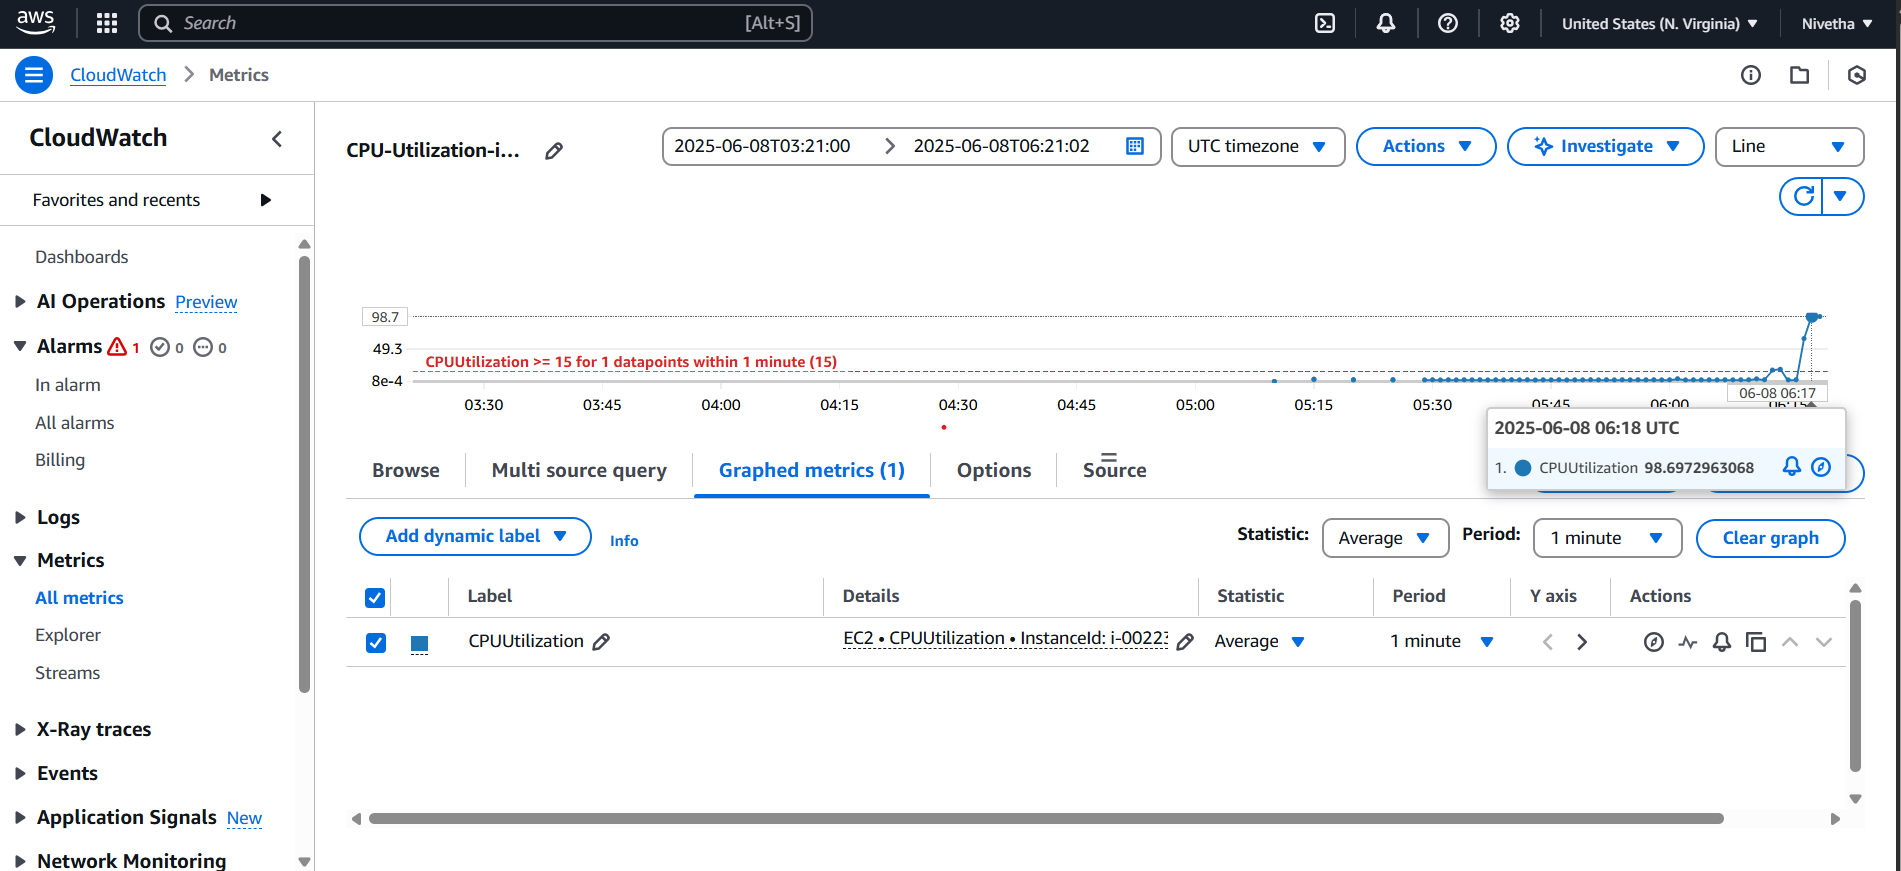 aws
Search [Alt+S]
United States (N. Virginia)
Nivetha
CloudWatch
Metrics
CloudWatch
Favorites and recents
Dashboards
AI Operations Preview
Alarms 1 0 0
In alarm
All alarms
Billing
Logs
Metrics
All metrics
Explorer
Streams
X-Ray traces
Events
Application Signals New
Network Monitoring
CPU-Utilization-i...
2025-06-08T03:21:00 2025-06-08T06:21:02
UTC timezone
Actions
Investigate
Line
98.7
49.3
8e-4
CPUUtilization >= 15 for 1 datapoints within 1 minute (15)
03:30 03:45 04:00 04:15 04:30 04:45 05:00 05:15 05:30 05:45 06:00 06:15
06-08 06:17
2025-06-08 06:18 UTC
1. CPUUtilization 98.6972963068
Browse
Multi source query
Graphed metrics (1)
Options
Source
Add dynamic label
Info
Statistic: Average
Period: 1 minute
Clear graph
Label Details Statistic Period Y axis Actions
CPUUtilization EC2 • CPUUtilization • InstanceId: i-0022 Average 1 minute